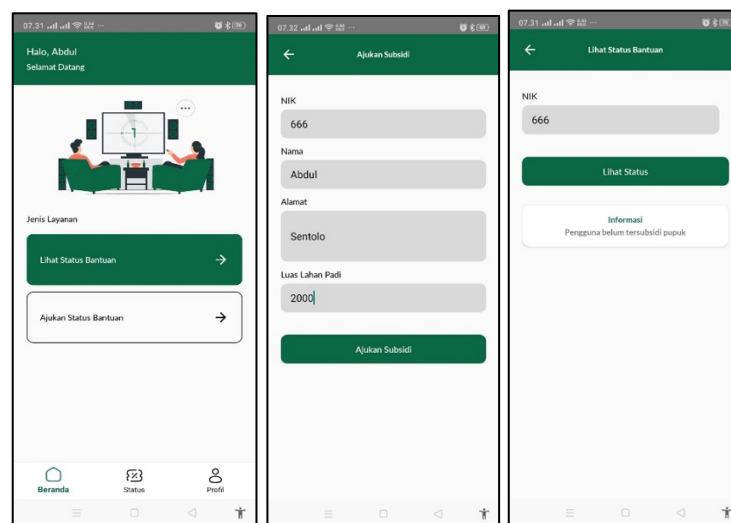 07.31
Halo, Abdul
Selamat Datang
1
Jenis Layanan
Lihat Status Bantuan
Ajukan Status Bantuan
Beranda
Status
Profil
07.32
Ajukan Subsidi
NIK
666
Nama
Abdul
Alamat
Sentolo
Luas Lahan Padi
2000
Ajukan Subsidi
07.31
Lihat Status Bantuan
NIK
666
Lihat Status
Informasi
Pengguna belum tersubsidi pupuk